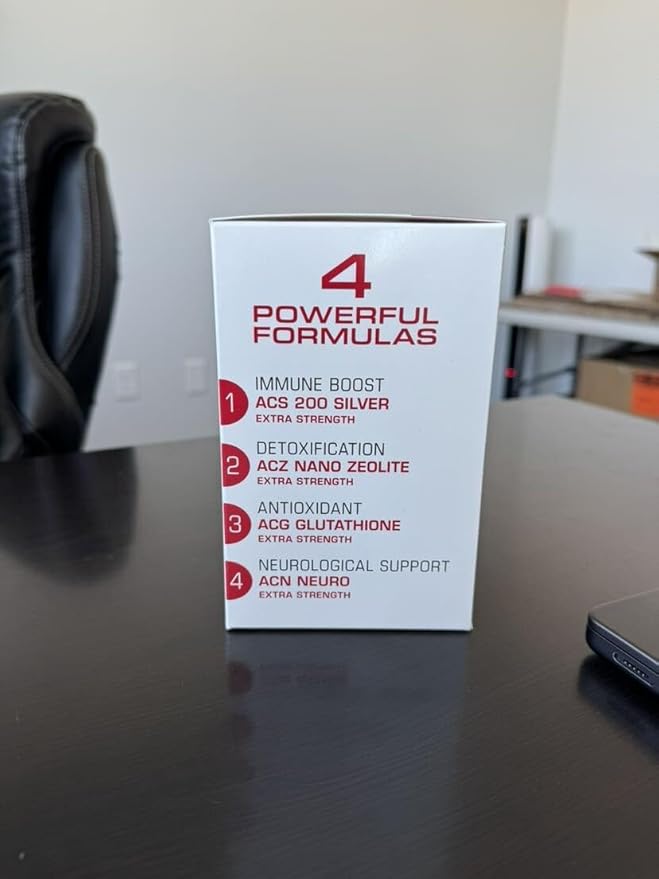 4
POWERFUL
FORMULAS
1
IMMUNE BOOST
ACS 200 SILVER
EXTRA STRENGTH
2
DETOXIFICATION
ACZ NANO ZEOLITE
EXTRA STRENGTH
3
ANTIOXIDANT
ACG GLUTATHIONE
EXTRA STRENGTH
4
NEUROLOGICAL SUPPORT
ACN NEURO
EXTRA STRENGTH